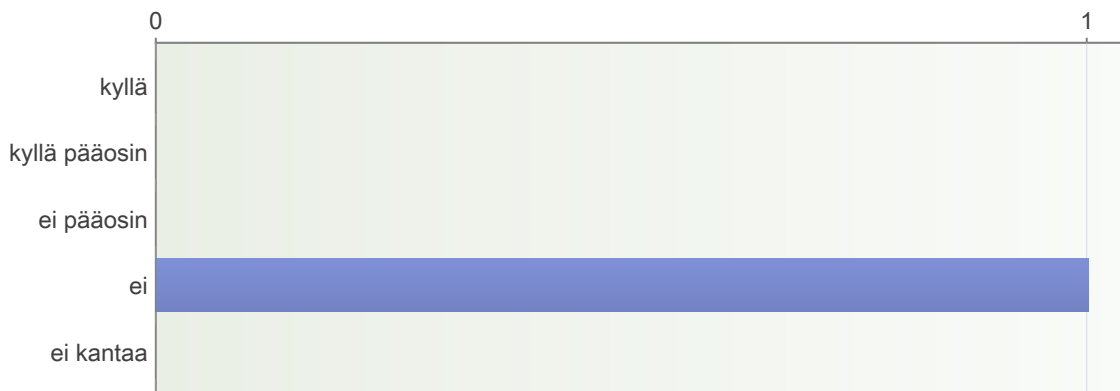 0 1
kyllä
kyllä pääosin
ei pääosin
ei
ei kantaa